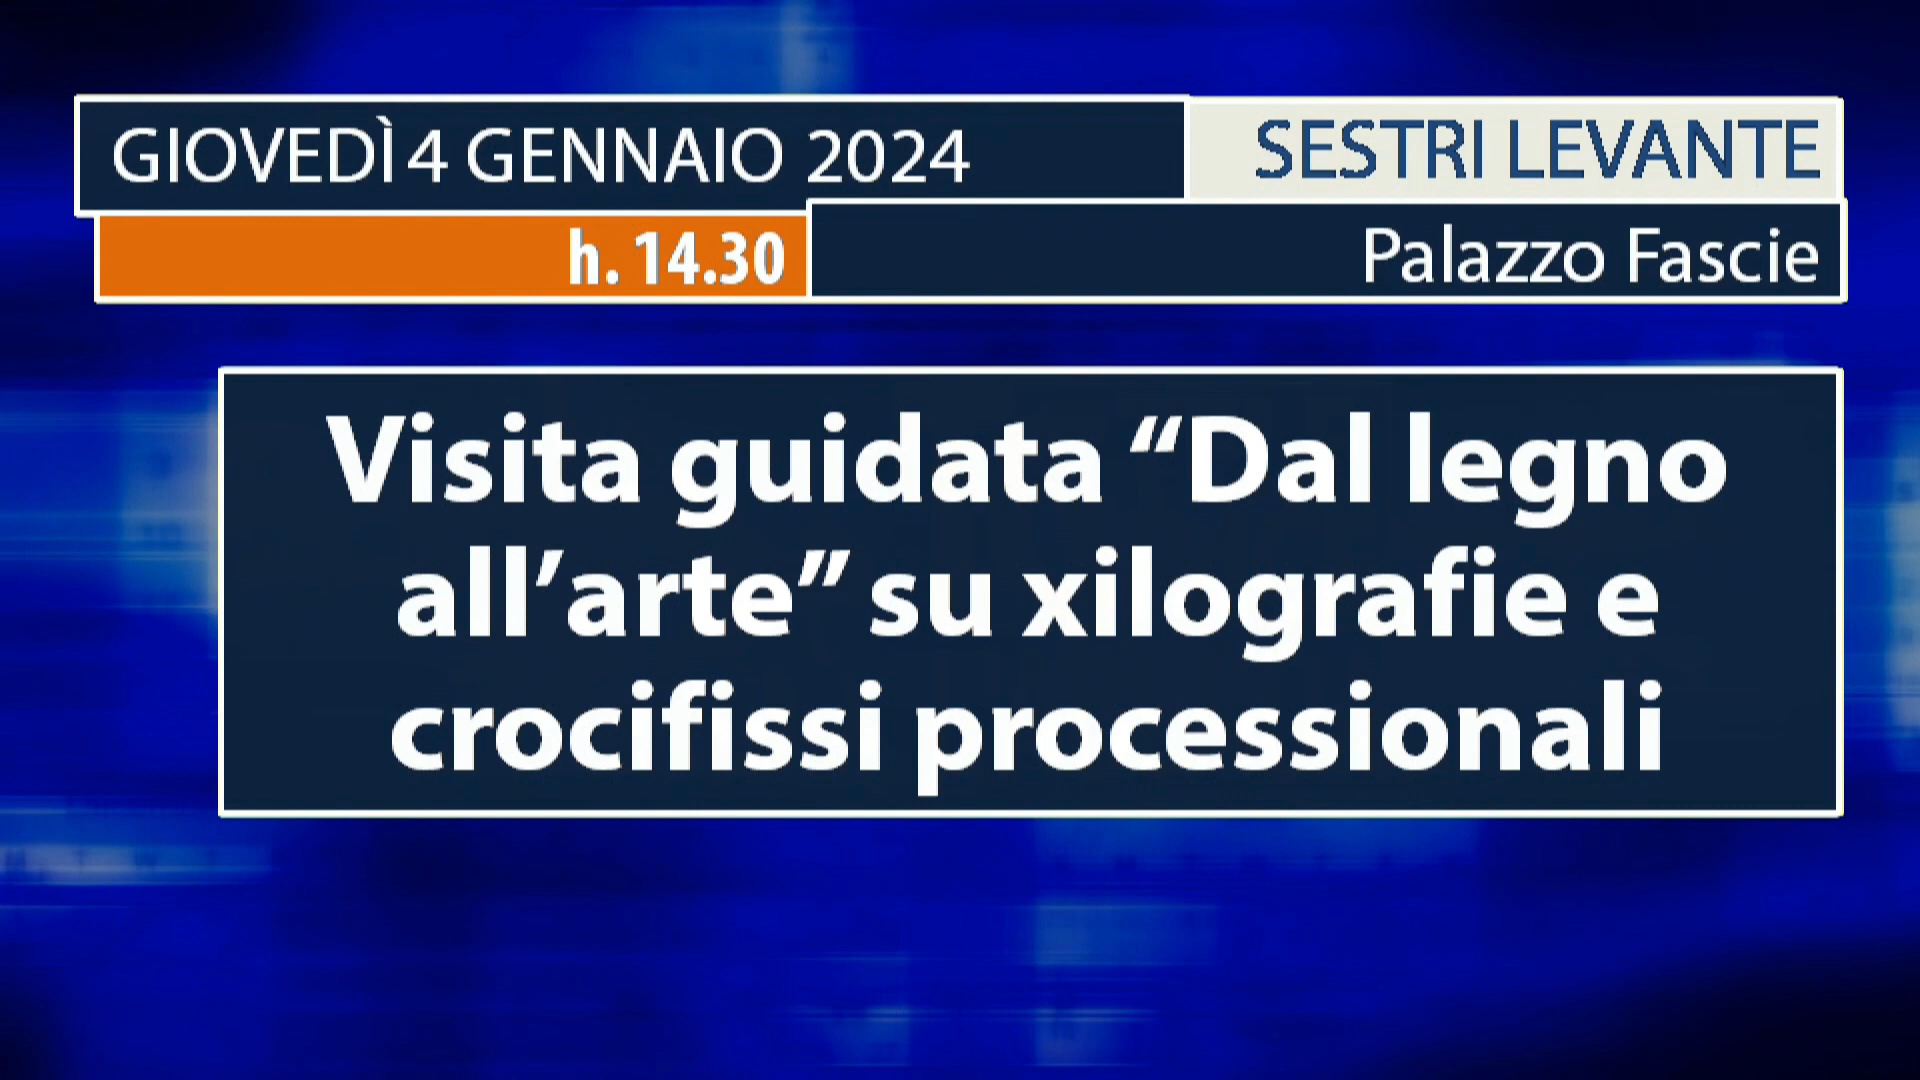 GIOVEDÌ 4 GENNAIO 2024
SESTRI LEVANTE
h. 14.30
Palazzo Fascie
Visita guidata “Dal legno
all’arte” su xilografie e
crocifissi processionali